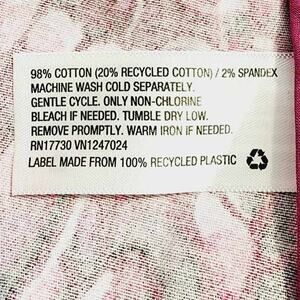 98% COTTON (20% RECYCLED COTTON) / 2% SPANDEX
MACHINE WASH COLD SEPARATELY.
GENTLE CYCLE. ONLY NON-CHLORINE
BLEACH IF NEEDED. TUMBLE DRY LOW.
REMOVE PROMPTLY. WARM IRON IF NEEDED.
RN17730 VN1247024
LABEL MADE FROM 100% RECYCLED PLASTIC